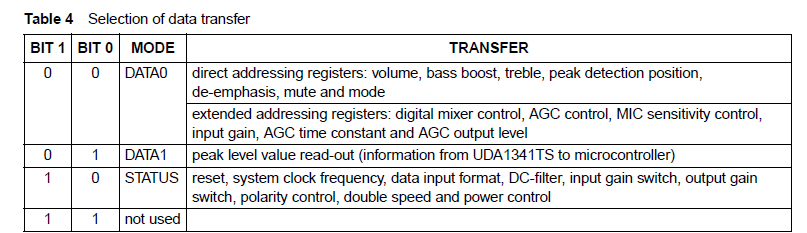 Table 4 Selection of data transfer
BIT 1 BIT 0 MODE TRANSFER
0 0 DATA0 direct addressing registers: volume, bass boost, treble, peak detection position,
de-emphasis, mute and mode
extended addressing registers: digital mixer control, AGC control, MIC sensitivity control,
input gain, AGC time constant and AGC output level
0 1 DATA1 peak level value read-out (information from UDA1341TS to microcontroller)
1 0 STATUS reset, system clock frequency, data input format, DC-filter, input gain switch, output gain
switch, polarity control, double speed and power control
1 1 not used